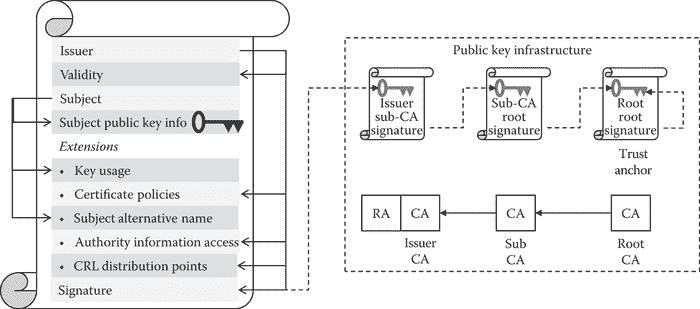 Issuer
Validity
Subject
Subject public key info
Extensions
• Key usage
• Certificate policies
• Subject alternative name
• Authority information access
• CRL distribution points
Signature
Public key infrastructure
Issuer
sub-CA
signature
Sub-CA
root
signature
Root
root
signature
Trust
anchor
RA
CA
CA
CA
Issuer
CA
Sub
CA
Root
CA